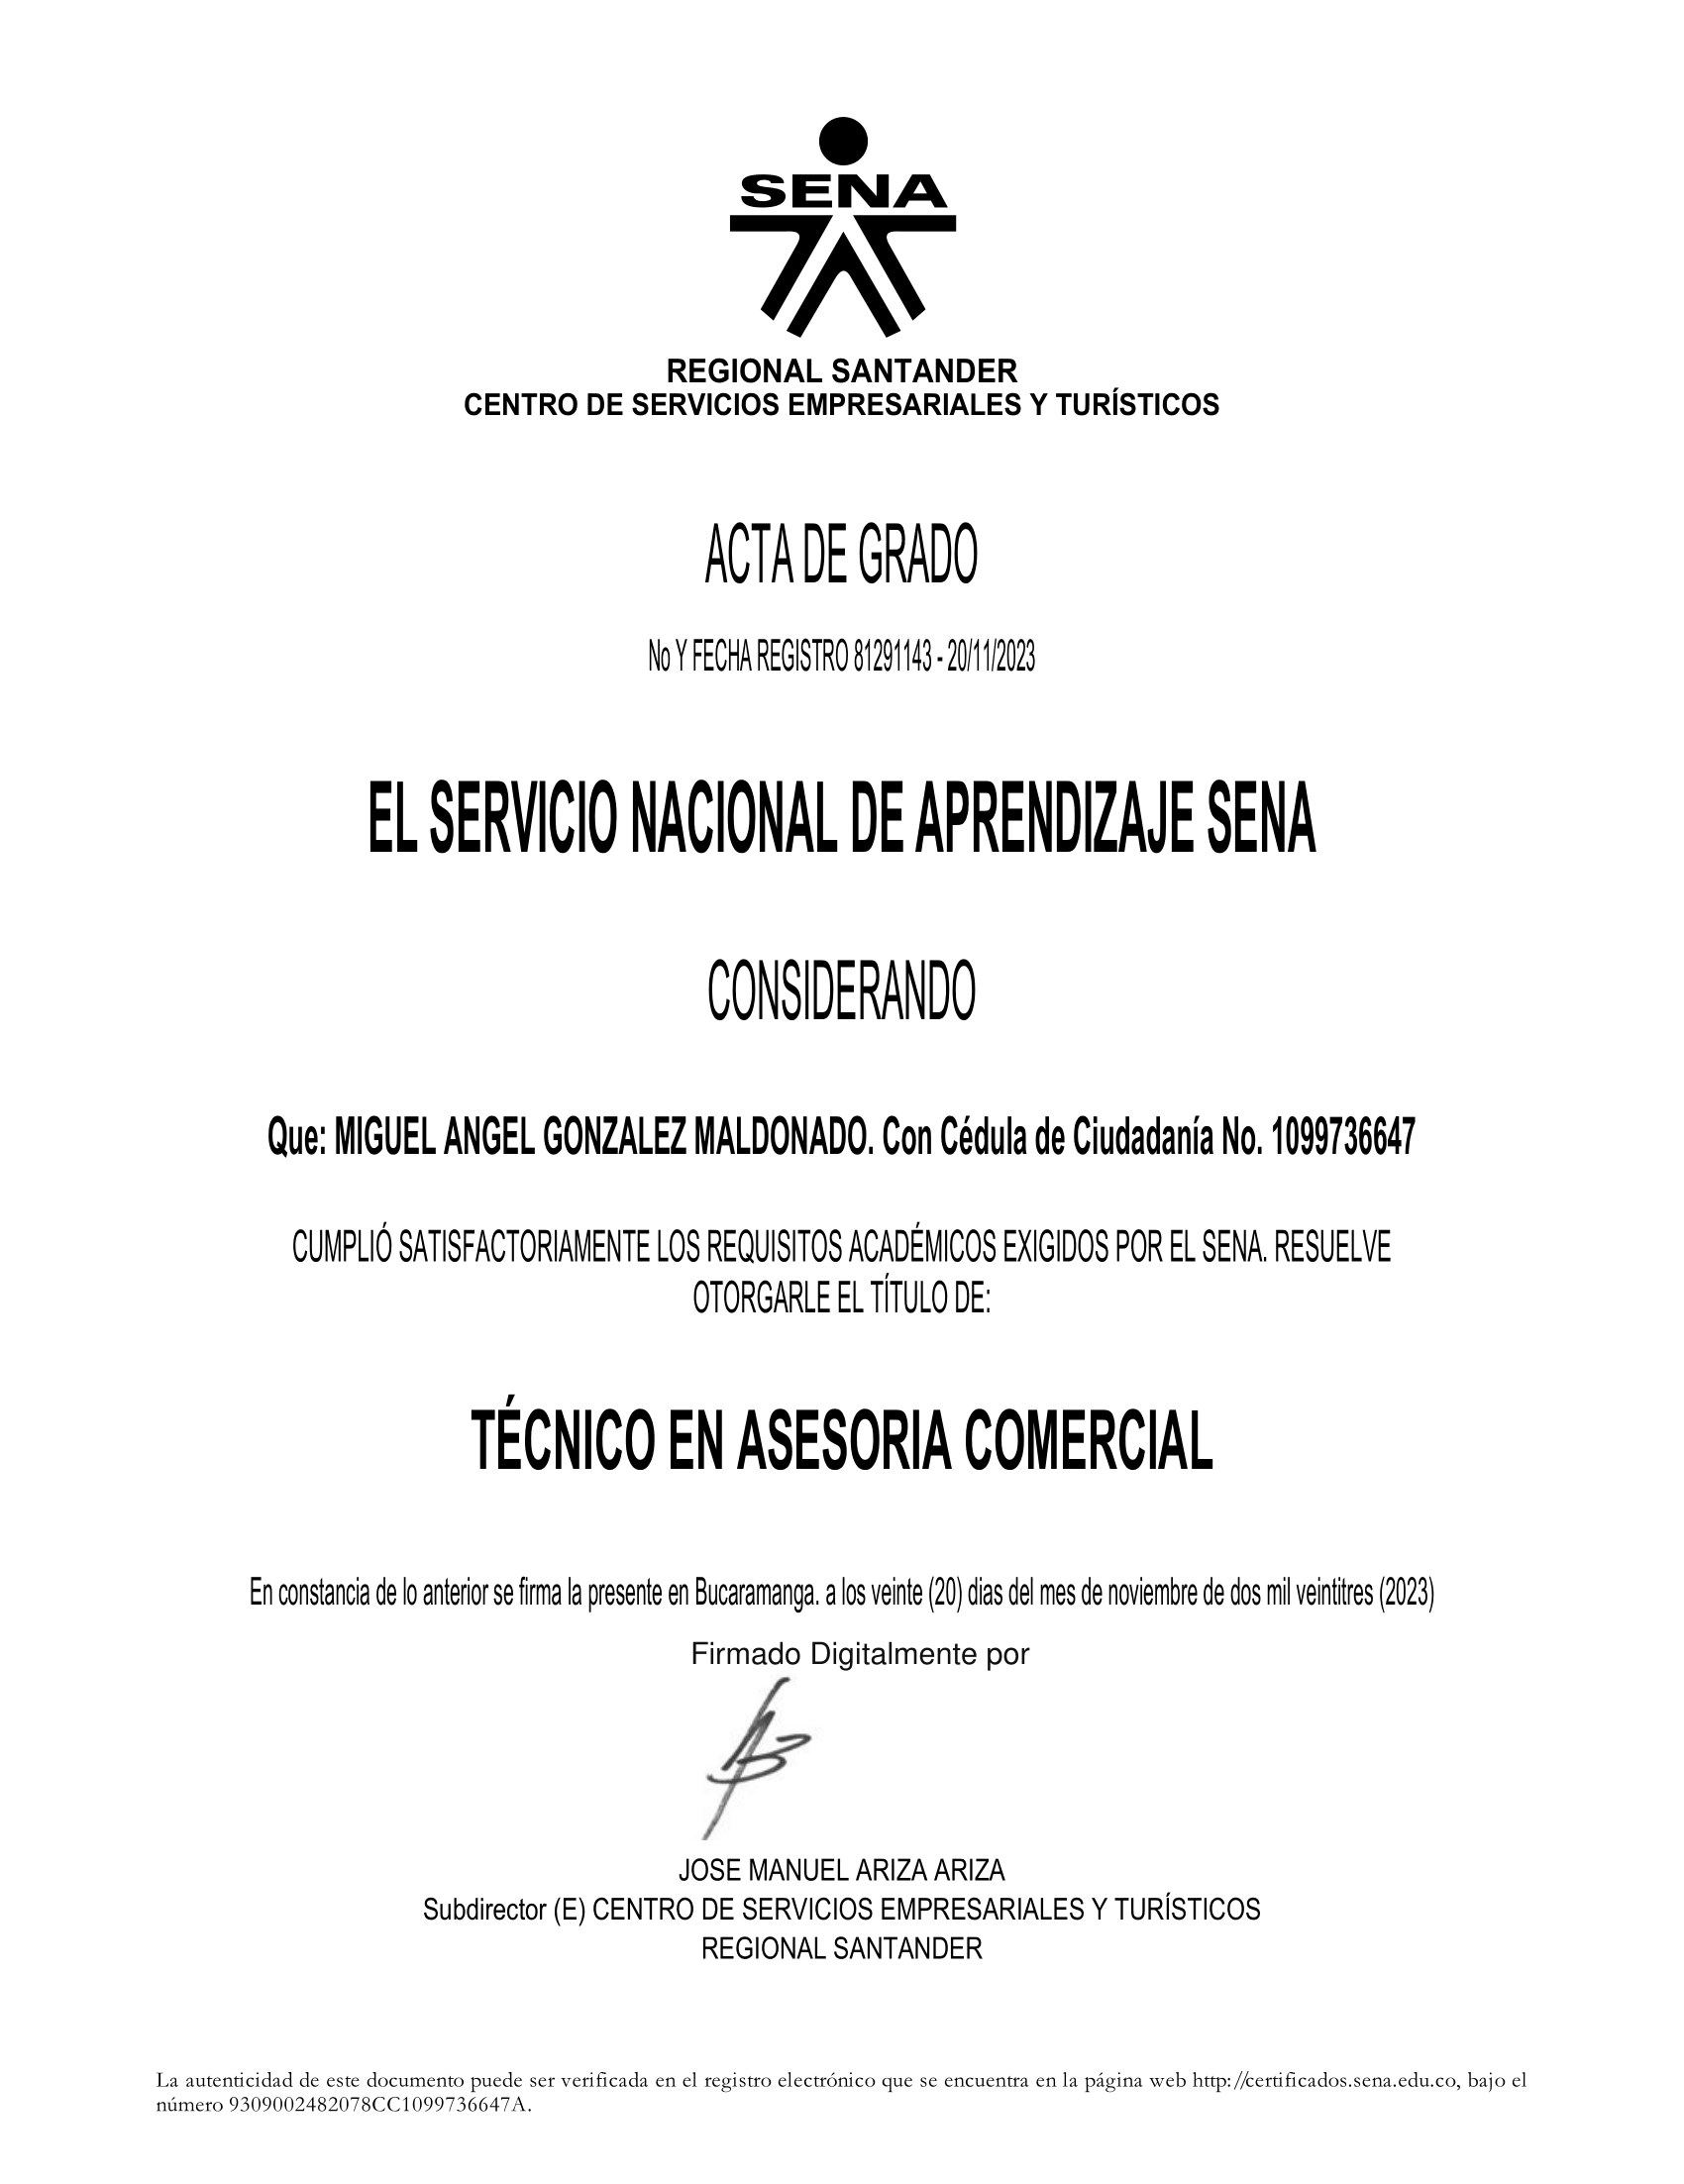 SENA
REGIONAL SANTANDER
CENTRO DE SERVICIOS EMPRESARIALES Y TURÍSTICOS
ACTA DE GRADO
No Y FECHA REGISTRO 81291143 - 20/11/2023
EL SERVICIO NACIONAL DE APRENDIZAJE SENA
CONSIDERANDO
Que: MIGUEL ANGEL GONZALEZ MALDONADO. Con Cédula de Ciudadanía No. 1099736647
CUMPLIÓ SATISFACTORIAMENTE LOS REQUISITOS ACADÉMICOS EXIGIDOS POR EL SENA. RESUELVE
OTORGARLE EL TÍTULO DE:
TÉCNICO EN ASESORIA COMERCIAL
En constancia de lo anterior se firma la presente en Bucaramanga. a los veinte (20) dias del mes de noviembre de dos mil veintitres (2023)
Firmado Digitalmente por
JOSE MANUEL ARIZA ARIZA
Subdirector (E) CENTRO DE SERVICIOS EMPRESARIALES Y TURÍSTICOS
REGIONAL SANTANDER
La autenticidad de este documento puede ser verificada en el registro electrónico que se encuentra en la página web http://certificados.sena.edu.co, bajo el
número 9309002482078CC1099736647A.